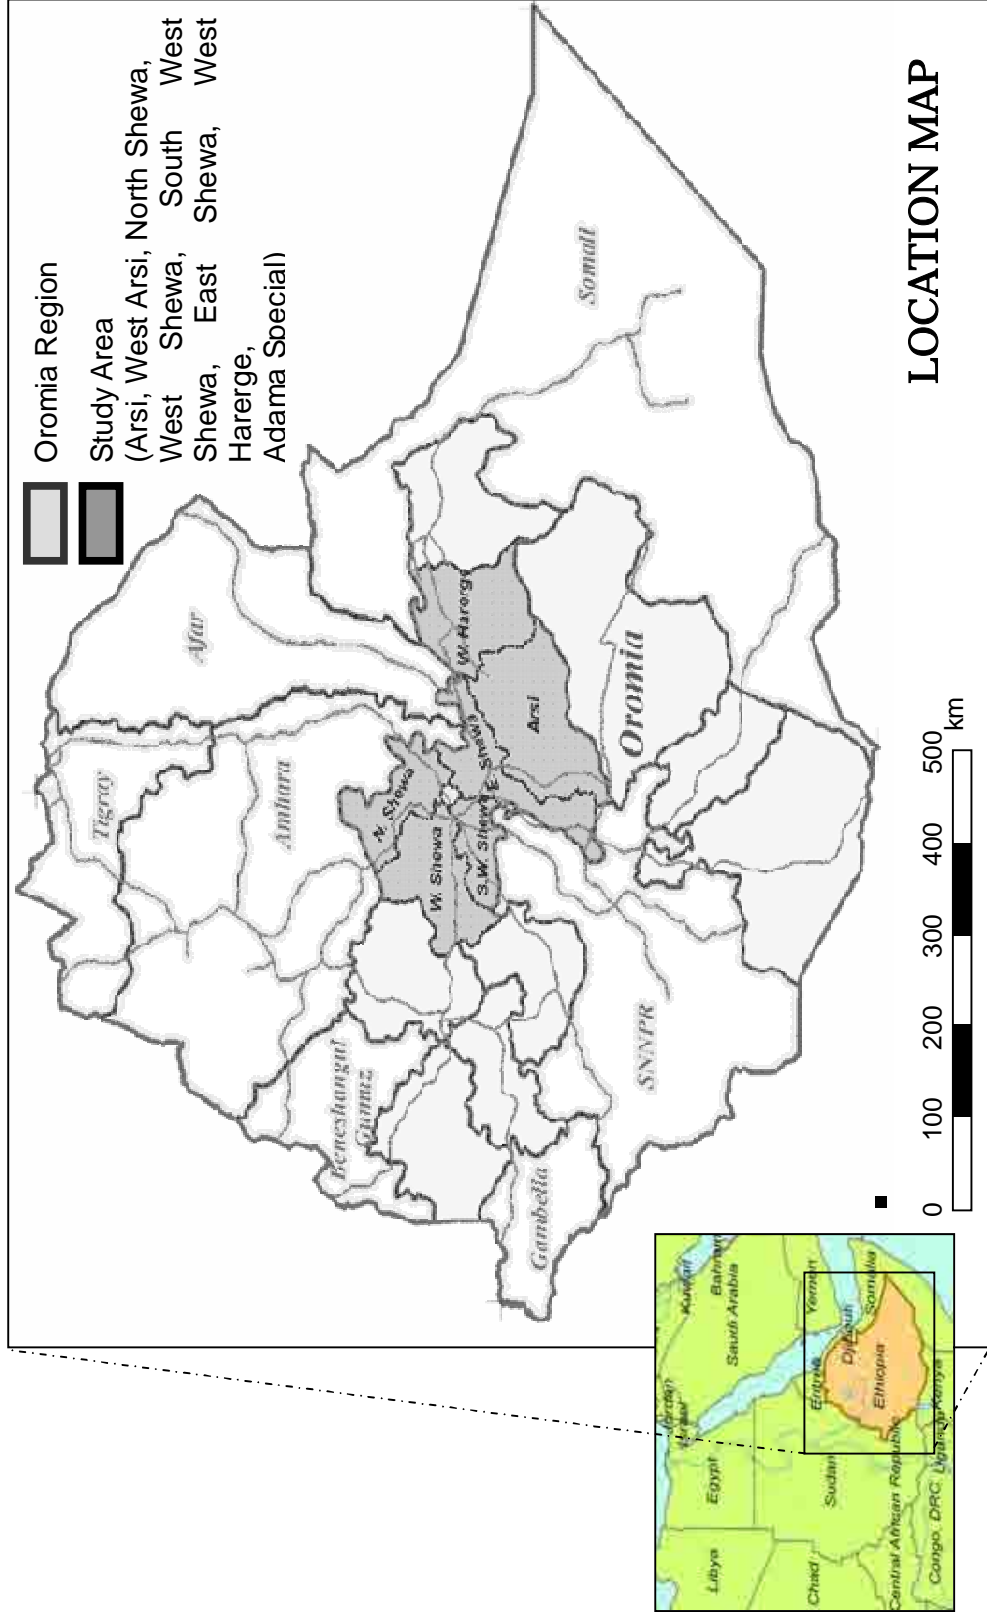 Oromia Region
Study Area
(Arsi, West Arsi, North Shewa,
West Shewa, South West
Shewa, East Shewa, West
Harerge,
Adama Special)
Tigray
Afar
Amhara
Beneshangul
Gumuz
N. Shewa
W. Shewa
S.W. Shewa
E. Shewa
W. Harerge
Arsi
Gambella
Oromia
Somali
SNNPR
LOCATION MAP
0 100 200 300 400 500
km
Jordan
Israel
Kuwait
Bahrain
Libya
Egypt
Saudi Arabia
Chad
Sudan
Eritrea
Yemen
Djibouti
Ethiopia
Somalia
Central African Republic
Congo, DRC
Uganda
Kenya